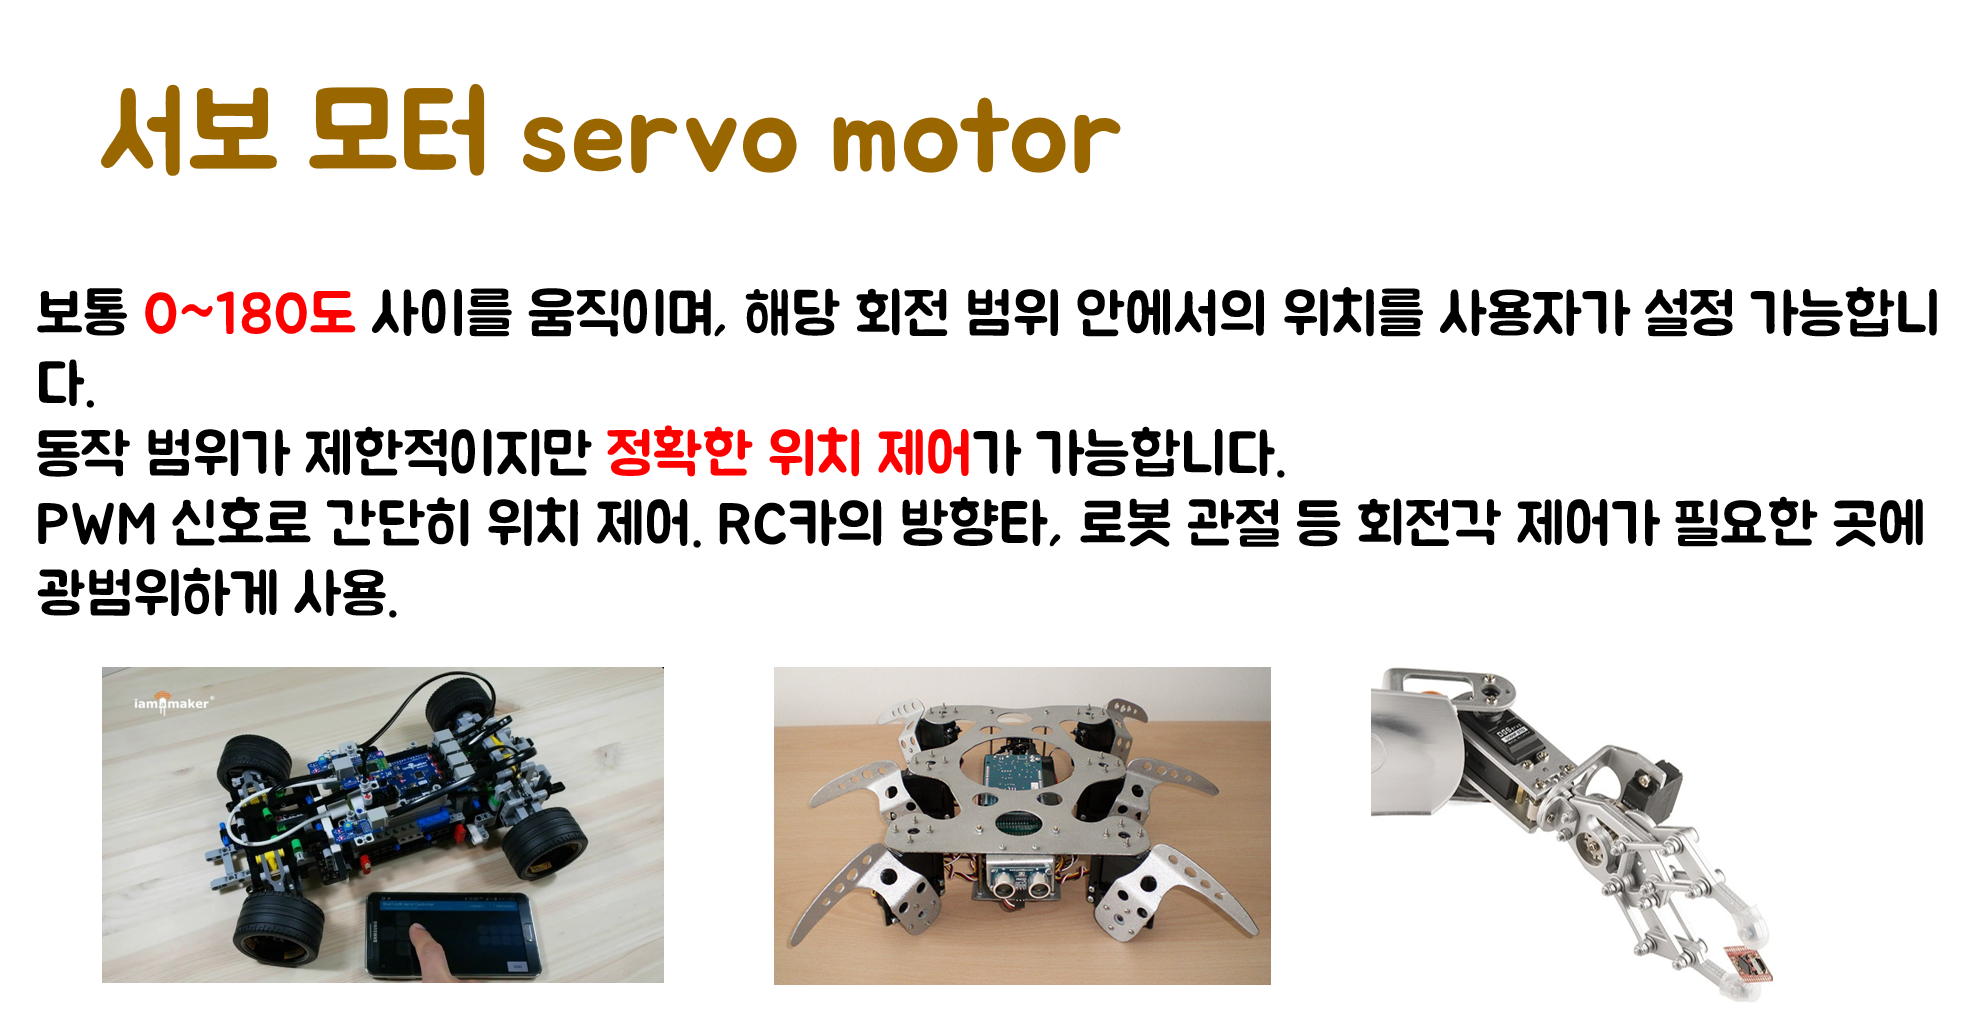 서보 모터 servo motor
보통 0~180도 사이를 움직이며, 해당 회전 범위 안에서의 위치를 사용자가 설정 가능합니
다.
동작 범위가 제한적이지만 정확한 위치 제어가 가능합니다.
PWM 신호로 간단히 위치 제어. RC카의 방향타, 로봇 관절 등 회전각 제어가 필요한 곳에
광범위하게 사용.
iamamaker
SAMSUNG